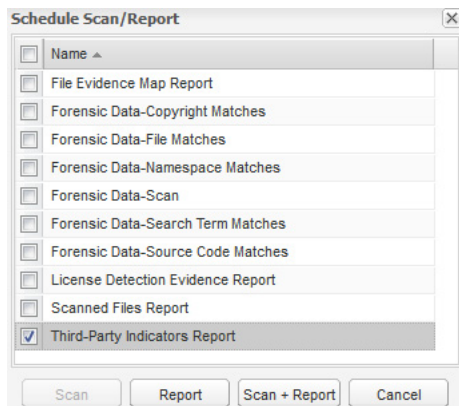 Schedule Scan/Report
Name
File Evidence Map Report
Forensic Data-Copyright Matches
Forensic Data-File Matches
Forensic Data-Namespace Matches
Forensic Data-Scan
Forensic Data-Search Term Matches
Forensic Data-Source Code Matches
License Detection Evidence Report
Scanned Files Report
Third-Party Indicators Report
Scan Report Scan + Report Cancel